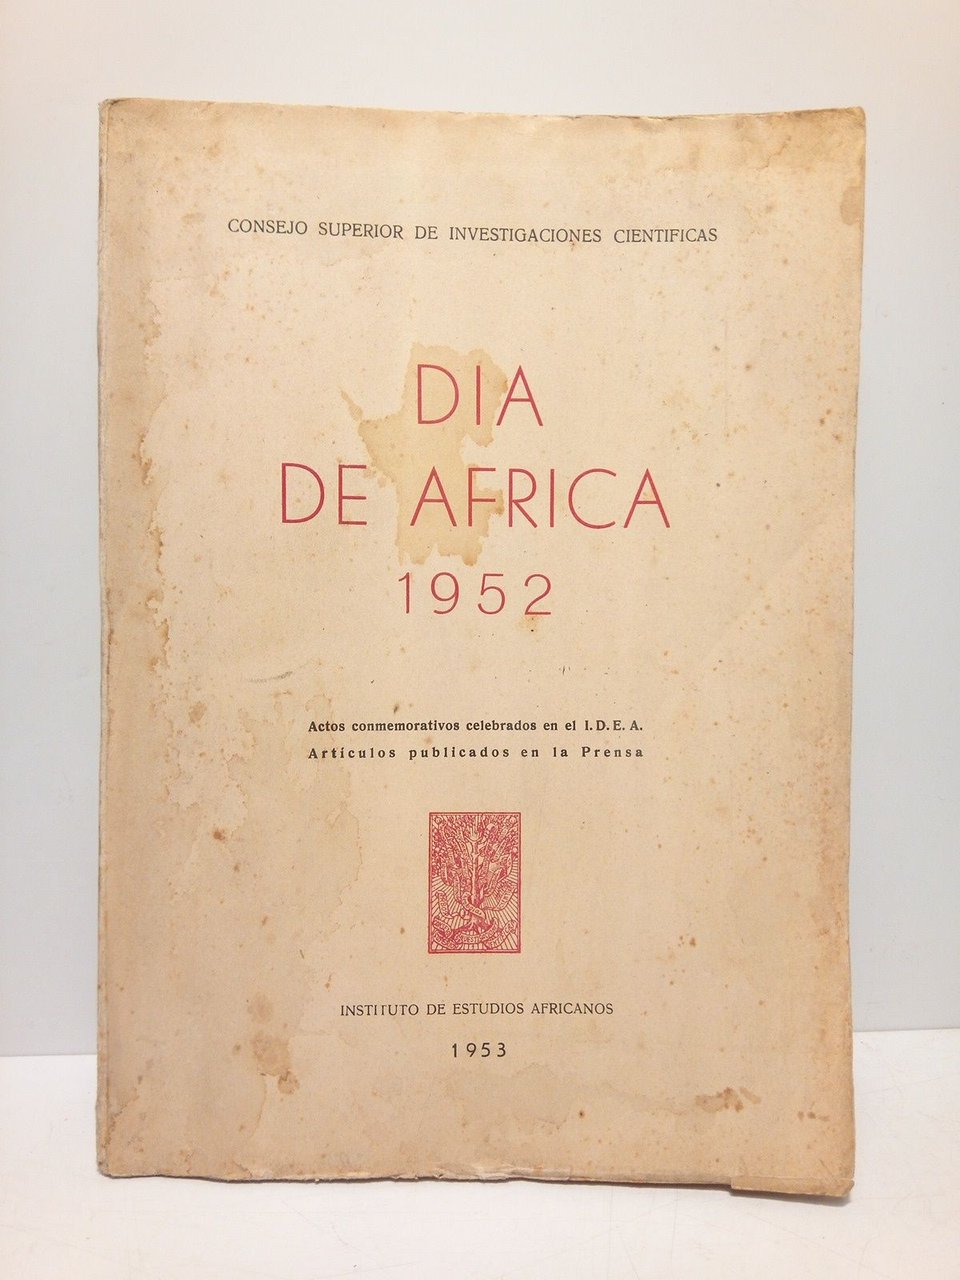 CONSEJO SUPERIOR DE INVESTIGACIONES CIENTIFICAS
DIA
DE AFRICA
1952
Actos conmemorativos celebrados en el I.D.E.A.
Artículos publicados en la Prensa
INSTITUTO DE ESTUDIOS AFRICANOS
1953